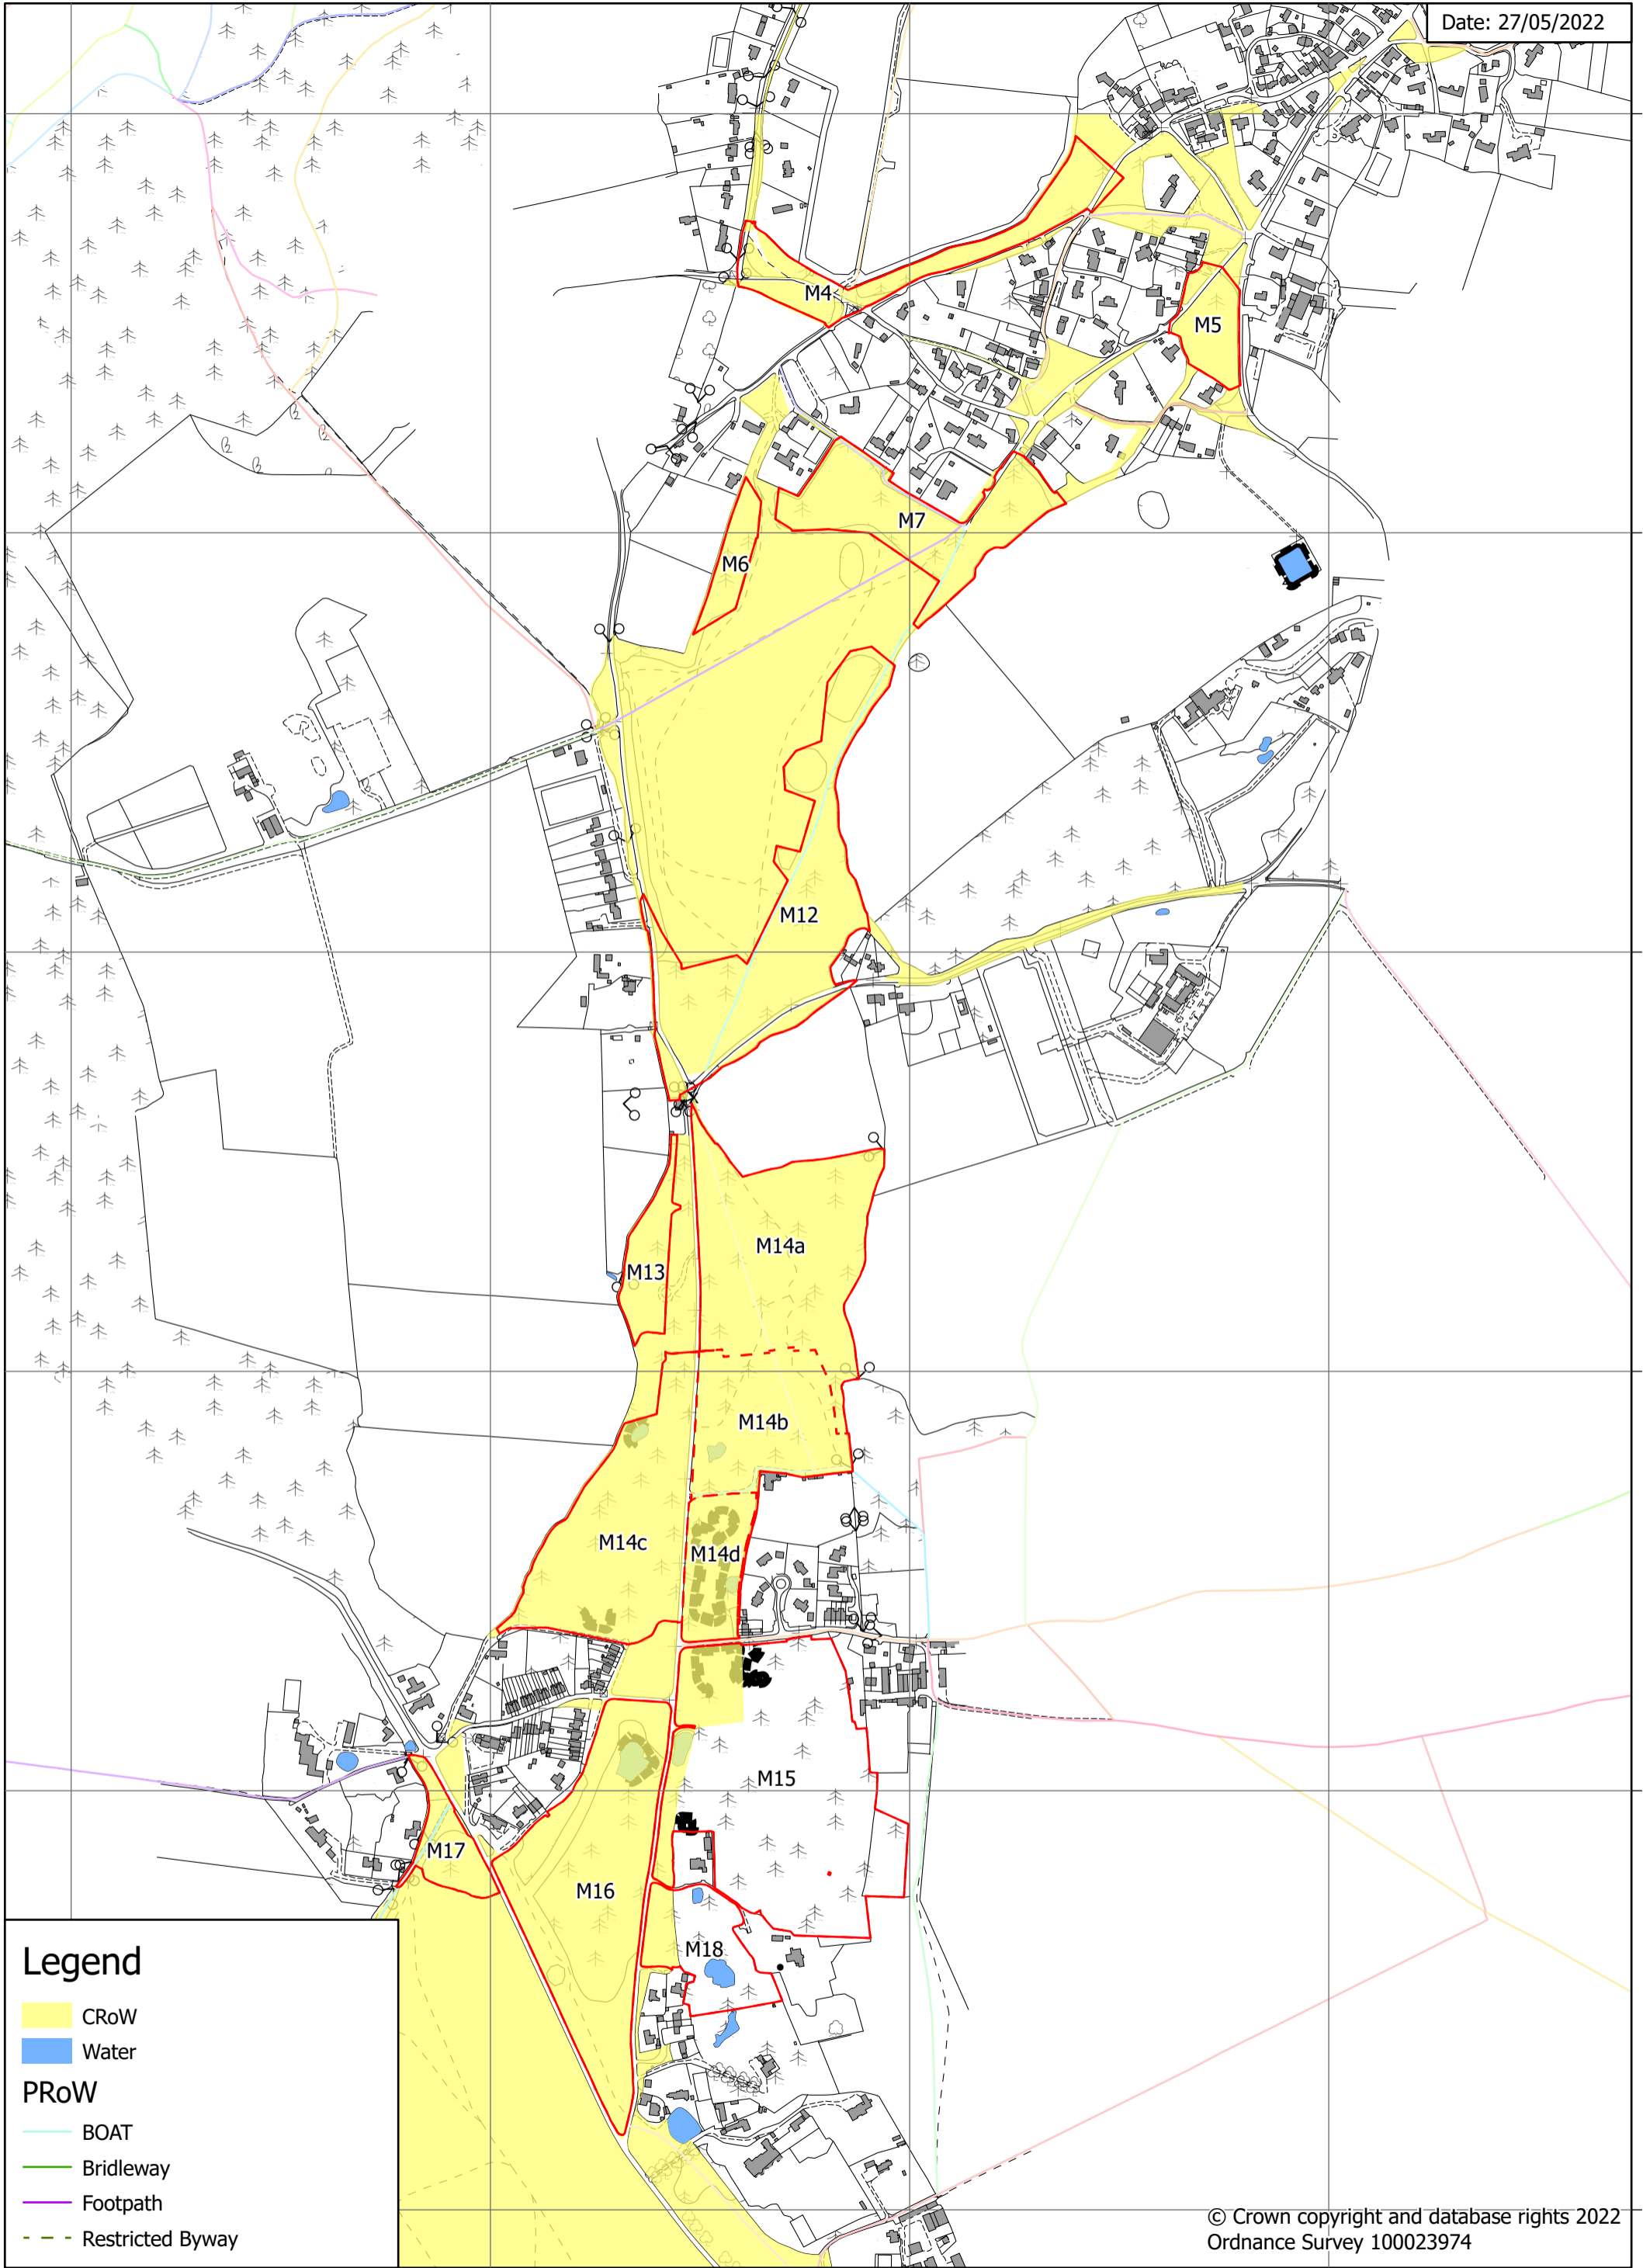 Date: 27/05/2022
M4
M5
M7
M6
M12
M14a
M13
M14b
M14c
M14d
M15
M17
M16
M18
Legend
CRoW
Water
PRoW
BOAT
Bridleway
Footpath
Restricted Byway
© Crown copyright and database rights 2022
Ordnance Survey 100023974